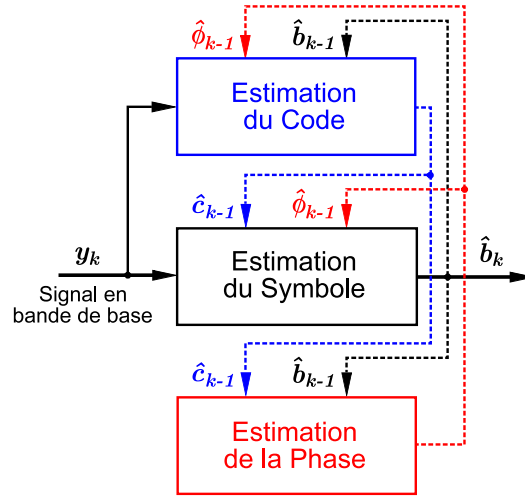 ϕ̂ₖ₋₁ b̂ₖ₋₁
Estimation
du Code
ĉₖ₋₁ ϕ̂ₖ₋₁
yₖ
Estimation
du Symbole
b̂ₖ
Signal en
bande de base
ĉₖ₋₁ b̂ₖ₋₁
Estimation
de la Phase